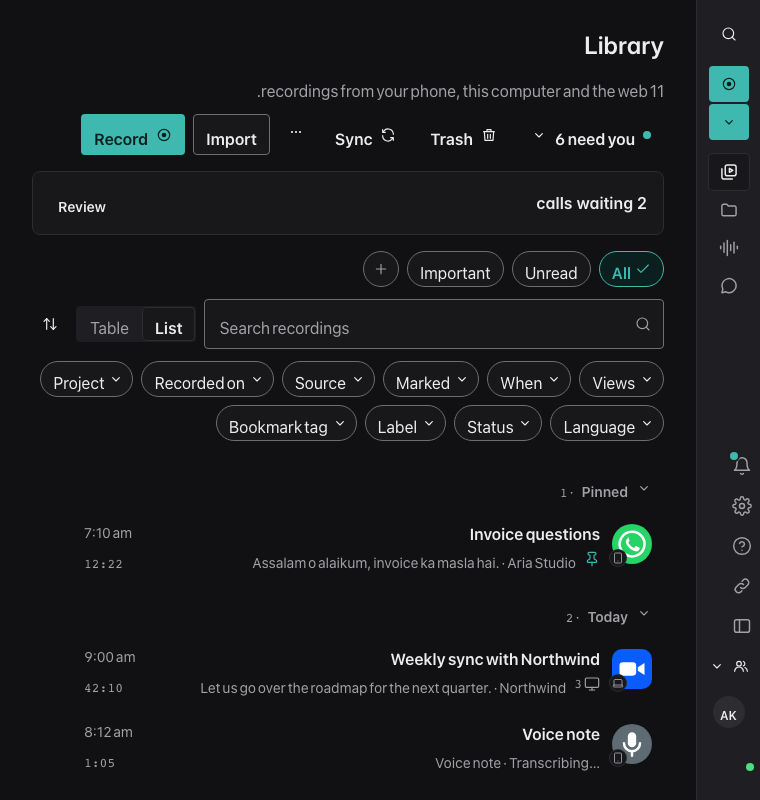 Library
11 recordings from your phone, this computer and the web.
6 need you
Trash
Sync
...
Import
Record
2 calls waiting
Review
All
Unread
Important
+
Search recordings
List
Table
Views
When
Marked
Source
Recorded on
Project
Language
Status
Label
Bookmark tag
Pinned · 1
Invoice questions
7:10 am
Assalam o alaikum, invoice ka masla hai. · Aria Studio
12:22
Today · 2
Weekly sync with Northwind
9:00 am
3
Let us go over the roadmap for the next quarter. · Northwind
42:10
Voice note
8:12 am
Voice note · Transcribing...
1:05
AK